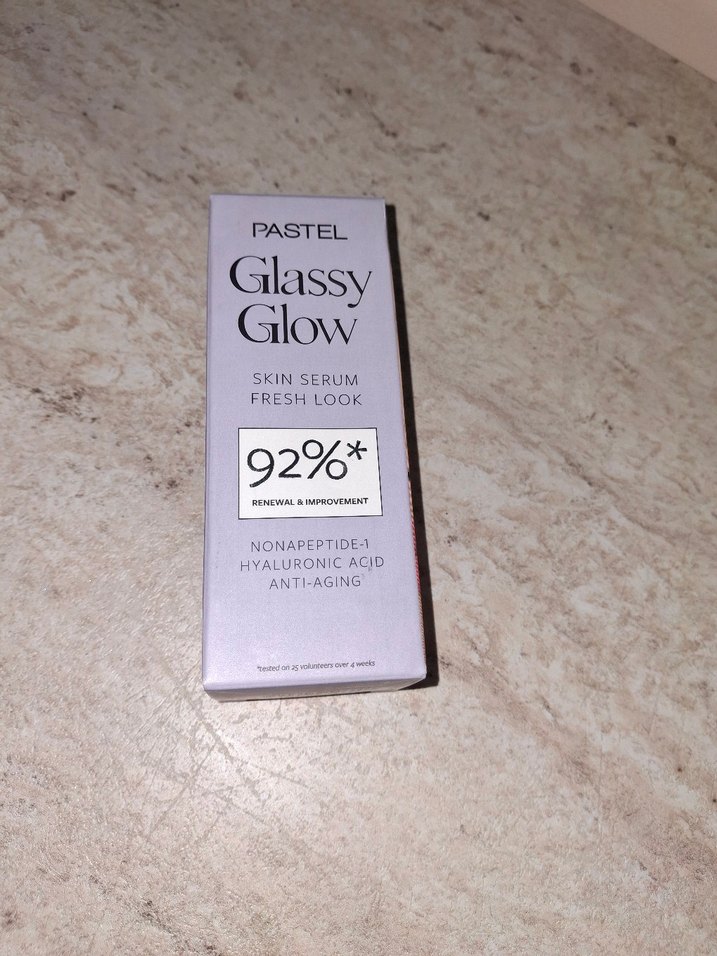 PASTEL
Glassy
Glow
SKIN SERUM
FRESH LOOK
92%*
RENEWAL & IMPROVEMENT
NONAPEPTIDE-1
HYALURONIC ACID
ANTI-AGING
*tested on 25 volunteers over 4 weeks